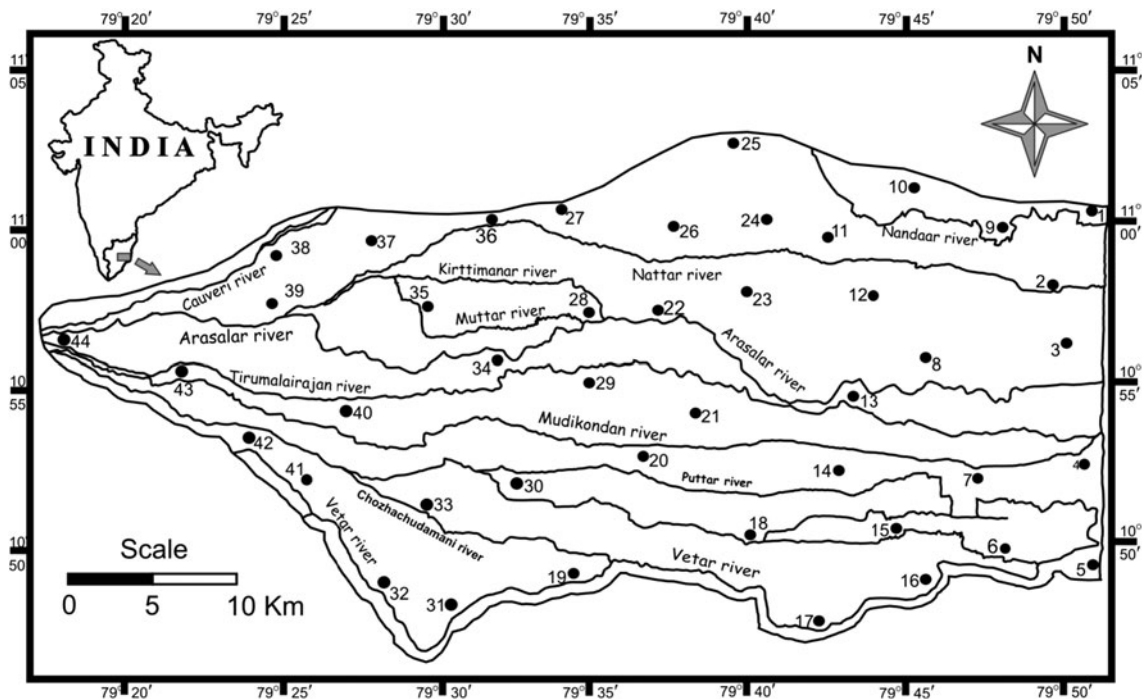 79° 20' 79° 25' 79° 30' 79° 35' 79° 40' 79° 45' 79° 50'
11° 05'
11° 05'
N
INDIA
25
10
1
11° 00'
11° 00'
27
36
24
26
11
9
Nandaar river
37
38
Cauveri river
Kirttimanar river
Nattar river
2
39
35
28
22
23
12
Muttar river
Arasalar river
44
34
Arasalar river
8
3
43
Tirumalairajan river
29
13
10° 55'
10° 55'
40
21
Mudikondan river
42
20
14
7
4
Puttar river
41
30
33
Vetar river
Chozhachudamani river
18
15
6
10° 50'
10° 50'
Scale
Vetar river
19
16
5
32
31
17
0 5 10 Km
79° 20' 79° 25' 79° 30' 79° 35' 79° 40' 79° 45' 79° 50'